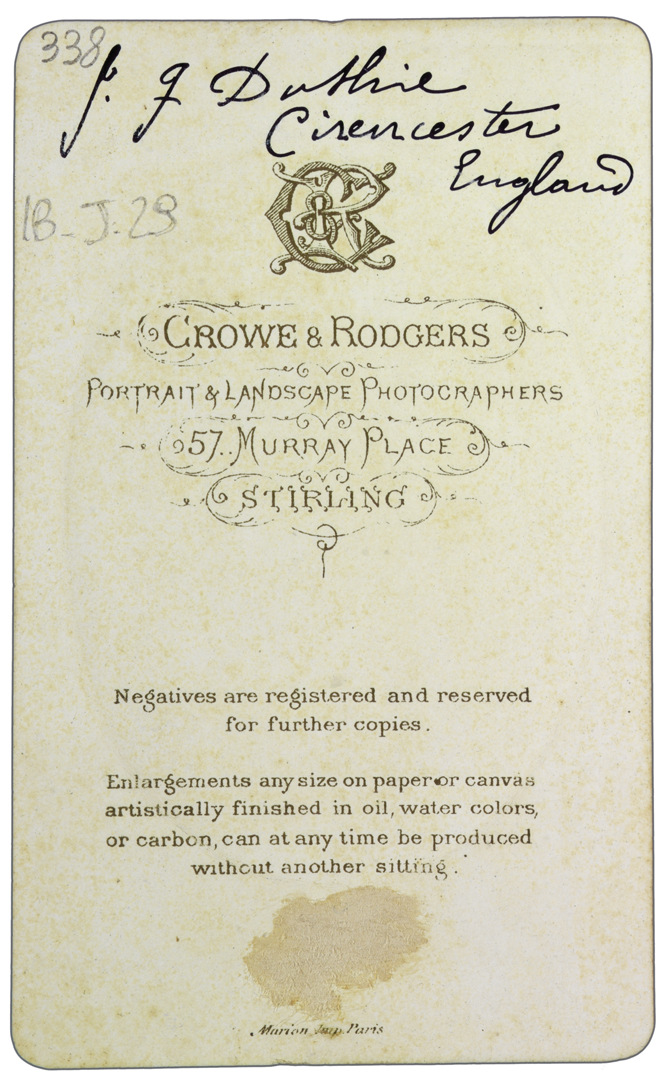 338
J. F Duthie
Cirencester
England
1B-J-29
CR
CROWE & RODGERS
PORTRAIT & LANDSCAPE PHOTOGRAPHERS
57. MURRAY PLACE
STIRLING
Negatives are registered and reserved
for further copies.
Enlargements any size on paper or canvas
artistically finished in oil, water colors,
or carbon, can at any time be produced
without another sitting.
Marion Imp. Paris